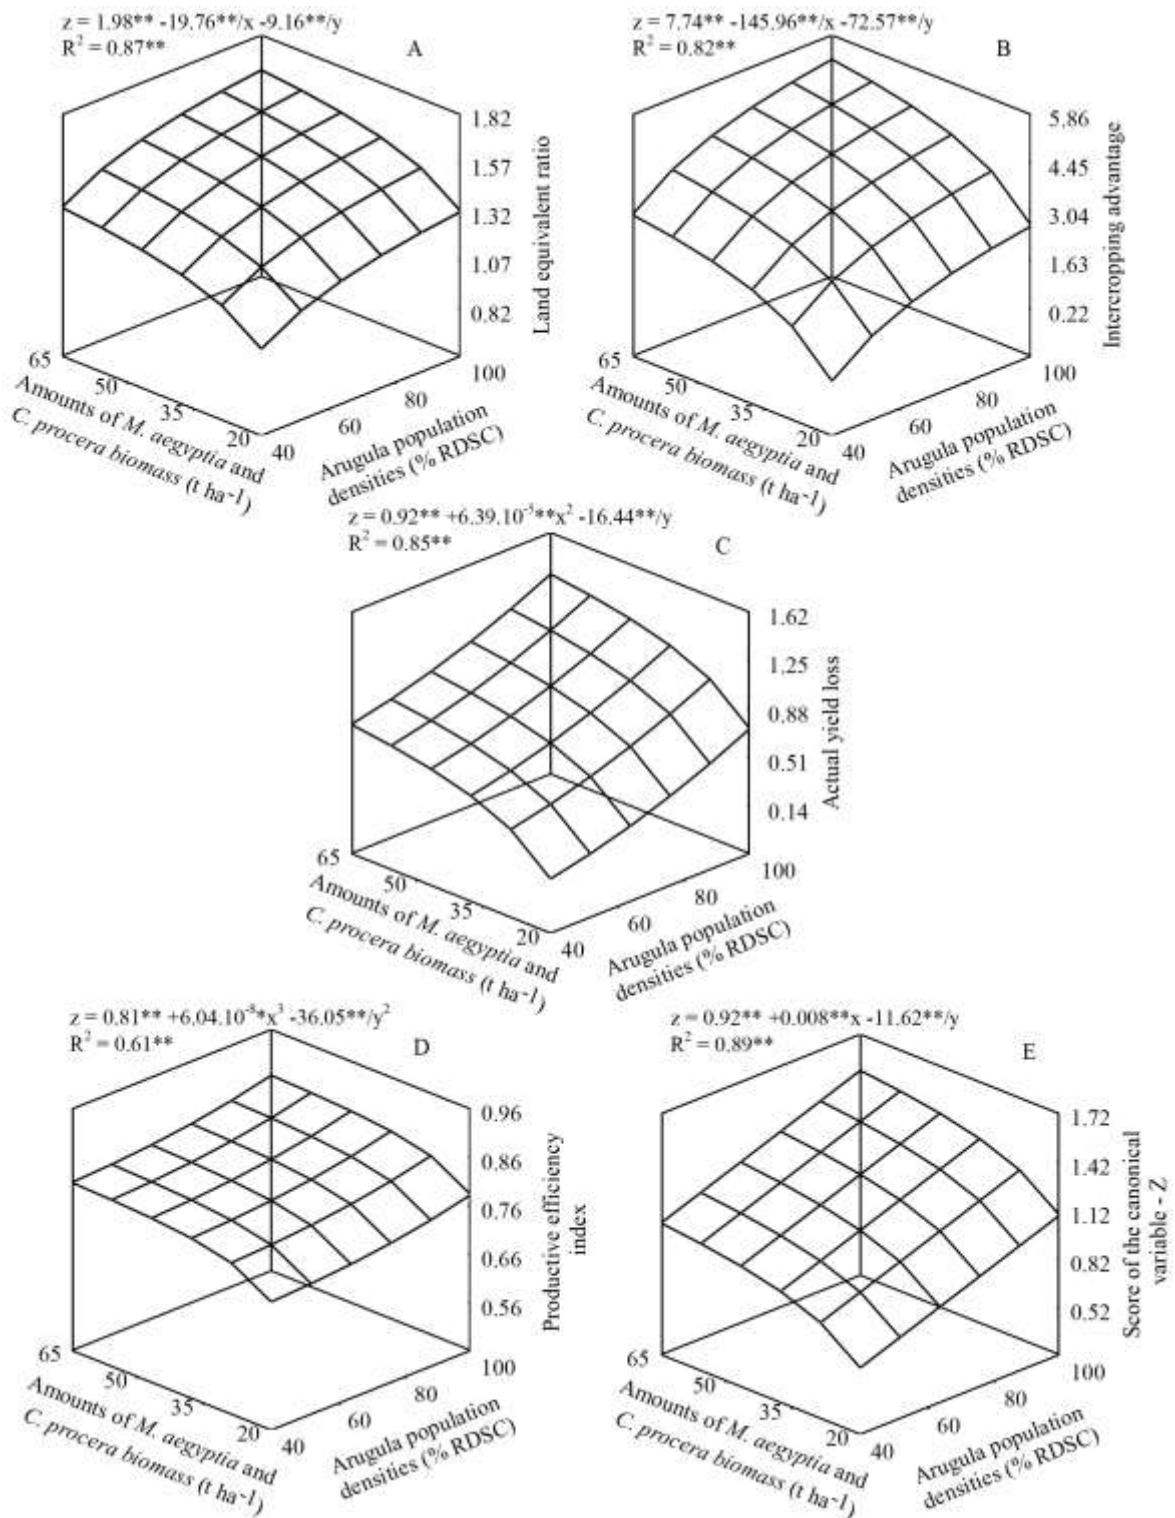 z = 1.98** -19.76**/x -9.16**/y
R² = 0.87**
A
1.82
1.57
1.32
1.07
0.82
Land equivalent ratio
65
50
35
20
Amounts of M. aegyptia and
C. procera biomass (t ha⁻¹)
40
60
80
100
Arugula population
densities (% RDSC)
z = 7.74** -145.96**/x -72.57**/y
R² = 0.82**
B
5.86
4.45
3.04
1.63
0.22
Intercropping advantage
65
50
35
20
Amounts of M. aegyptia and
C. procera biomass (t ha⁻¹)
40
60
80
100
Arugula population
densities (% RDSC)
z = 0.92** +6.39.10⁻⁵**x² -16.44**/y
R² = 0.85**
C
1.62
1.25
0.88
0.51
0.14
Actual yield loss
65
50
35
20
Amounts of M. aegyptia and
C. procera biomass (t ha⁻¹)
40
60
80
100
Arugula population
densities (% RDSC)
z = 0.81** +6.04.10⁻⁸*x³ -36.05**/y²
R² = 0.61**
D
0.96
0.86
0.76
0.66
0.56
Productive efficiency
index
65
50
35
20
Amounts of M. aegyptia and
C. procera biomass (t ha⁻¹)
40
60
80
100
Arugula population
densities (% RDSC)
z = 0.92** +0.008**x -11.62**/y
R² = 0.89**
E
1.72
1.42
1.12
0.82
0.52
Score of the canonical
variable - Z
65
50
35
20
Amounts of M. aegyptia and
C. procera biomass (t ha⁻¹)
40
60
80
100
Arugula population
densities (% RDSC)